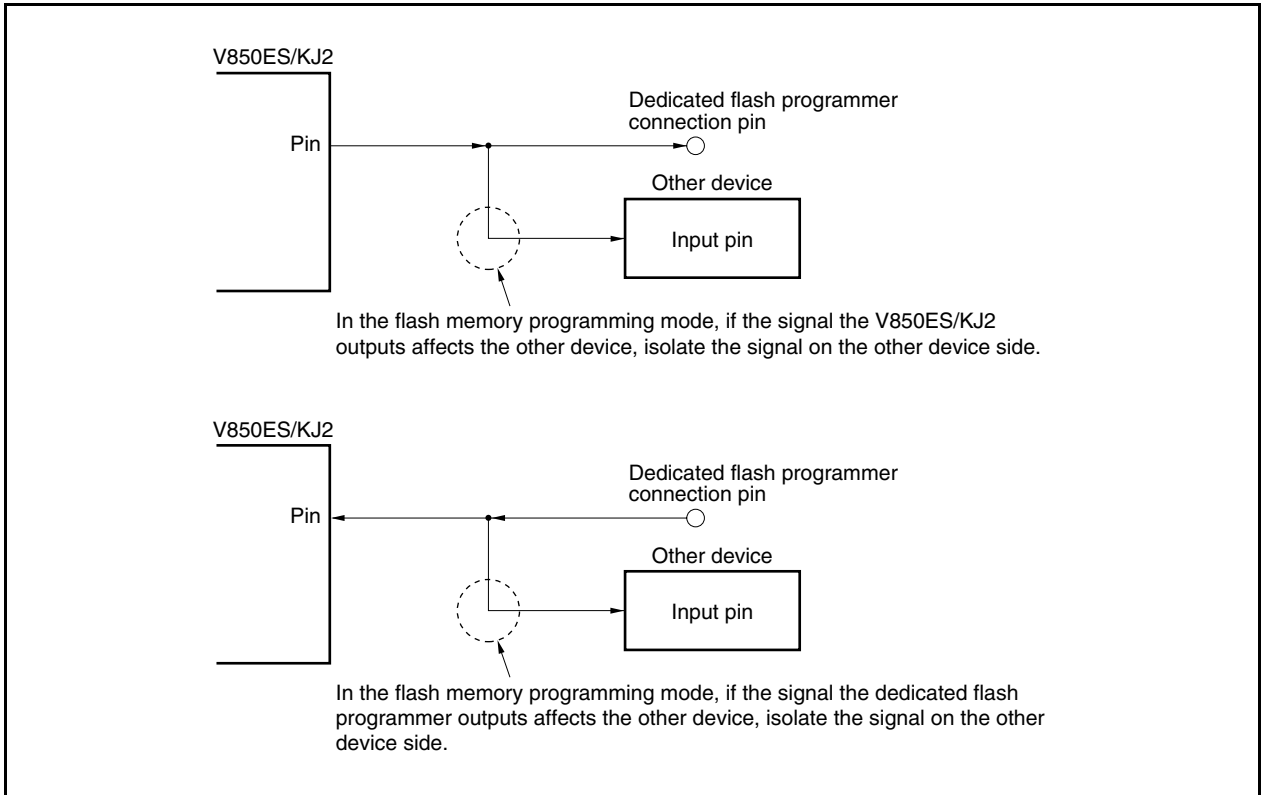 V850ES/KJ2
Dedicated flash programmer
connection pin
Pin
Other device
Input pin
In the flash memory programming mode, if the signal the V850ES/KJ2
outputs affects the other device, isolate the signal on the other device side.
V850ES/KJ2
Dedicated flash programmer
connection pin
Pin
Other device
Input pin
In the flash memory programming mode, if the signal the dedicated flash
programmer outputs affects the other device, isolate the signal on the other
device side.